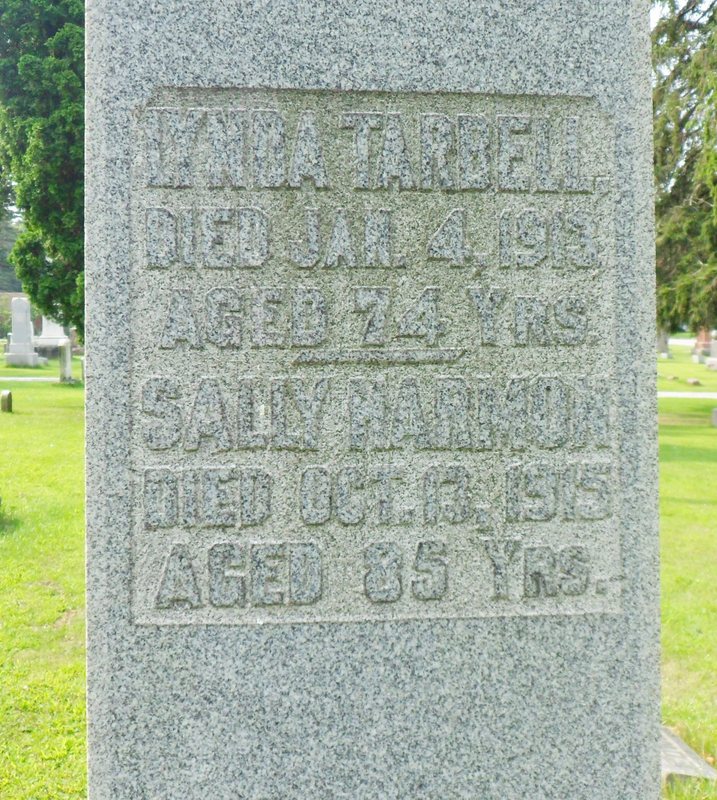 LYNDA TARBELL.
DIED JAN. 4, 1913
AGED 74 YRS.
SALLY HARMON
DIED OCT. 13, 1915
AGED 85 YRS.